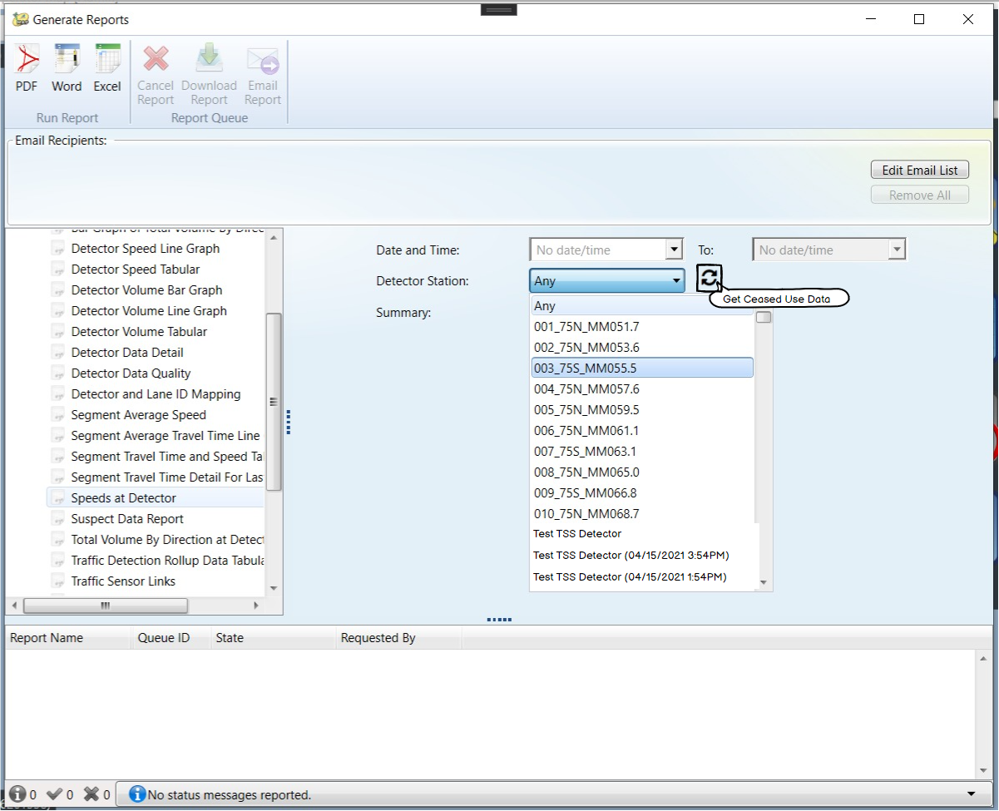 Generate Reports
PDF Word Excel
Cancel Report
Download Report
Email Report
Run Report
Report Queue
Email Recipients:
Edit Email List
Remove All
Bar Graph of Total Volume By Direc
Detector Speed Line Graph
Detector Speed Tabular
Detector Volume Bar Graph
Detector Volume Line Graph
Detector Volume Tabular
Detector Data Detail
Detector Data Quality
Detector and Lane ID Mapping
Segment Average Speed
Segment Average Travel Time Line
Segment Travel Time and Speed Ta
Segment Travel Time Detail For Las
Speeds at Detector
Suspect Data Report
Total Volume By Direction at Detect
Traffic Detection Rollup Data Tabula
Traffic Sensor Links
Date and Time: No date/time To: No date/time
Detector Station: Any
Get Ceased Use Data
Summary:
Any
001_75N_MM051.7
002_75N_MM053.6
003_75S_MM055.5
004_75N_MM057.6
005_75N_MM059.5
006_75N_MM061.1
007_75S_MM063.1
008_75N_MM065.0
009_75S_MM066.8
010_75N_MM068.7
Test TSS Detector
Test TSS Detector (04/15/2021 3:54PM)
Test TSS Detector (04/15/2021 1:54PM)
Report Name Queue ID State Requested By
0 0 0 No status messages reported.